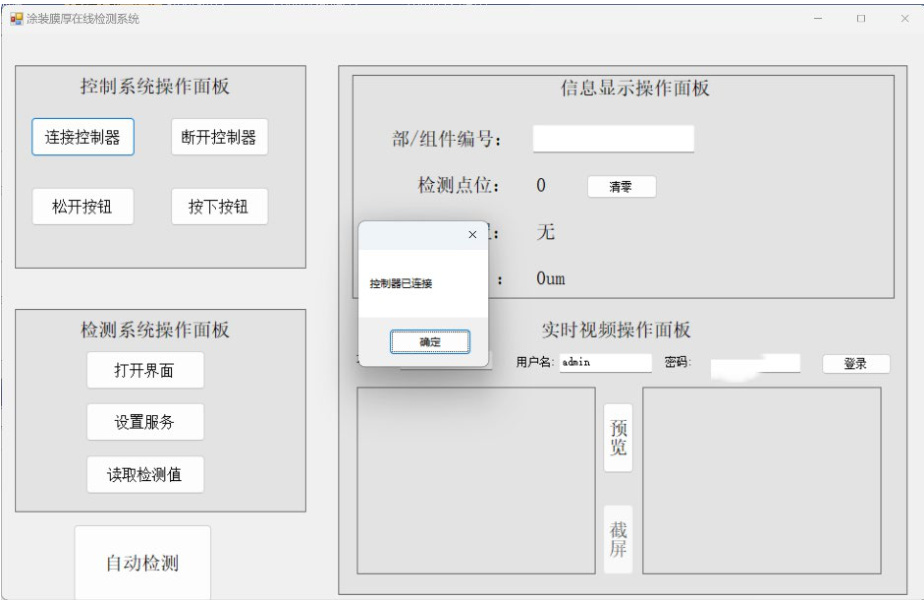 涂装膜厚在线检测系统
控制系统操作面板
连接控制器
断开控制器
松开按钮
按下按钮
检测系统操作面板
打开界面
设置服务
读取检测值
自动检测
信息显示操作面板
部/组件编号：
检测点位： 0 清零
： 无
： 0um
控制器已连接
确定
实时视频操作面板
用户名: admin 密码: 登录
预览
截屏